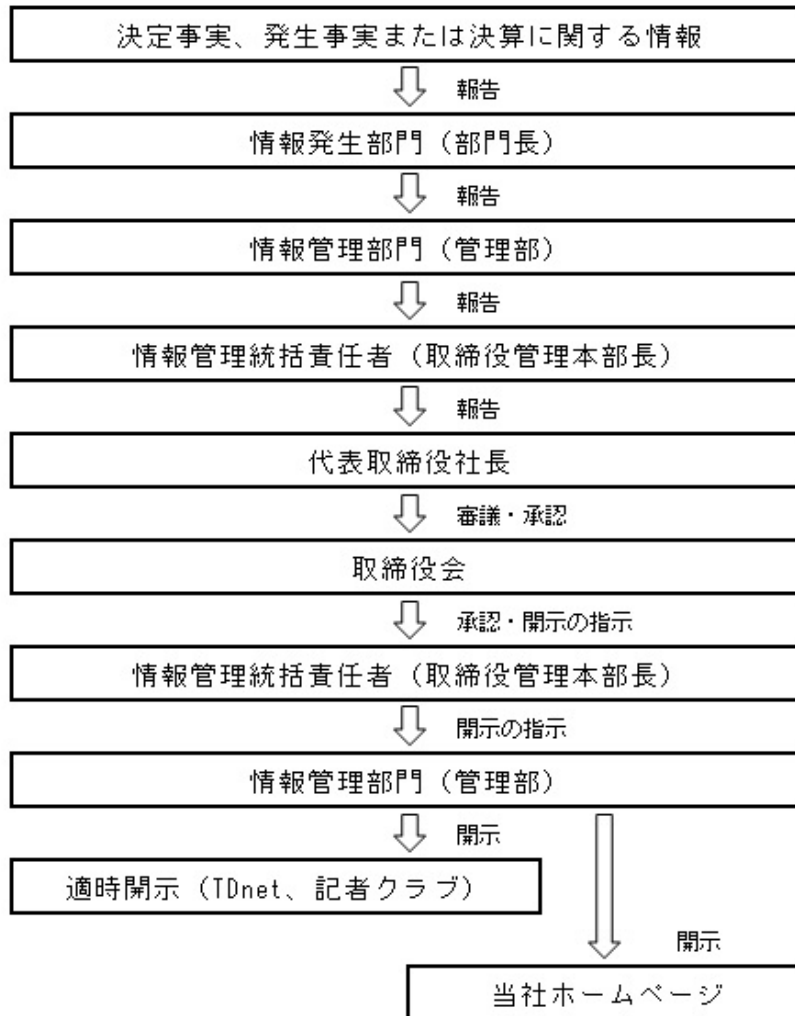 決定事実、発生事実または決算に関する情報
報告
情報発生部門（部門長）
報告
情報管理部門（管理部）
報告
情報管理統括責任者（取締役管理本部長）
報告
代表取締役社長
審議・承認
取締役会
承認・開示の指示
情報管理統括責任者（取締役管理本部長）
開示の指示
情報管理部門（管理部）
開示
適時開示（TDnet、記者クラブ）
開示
当社ホームページ